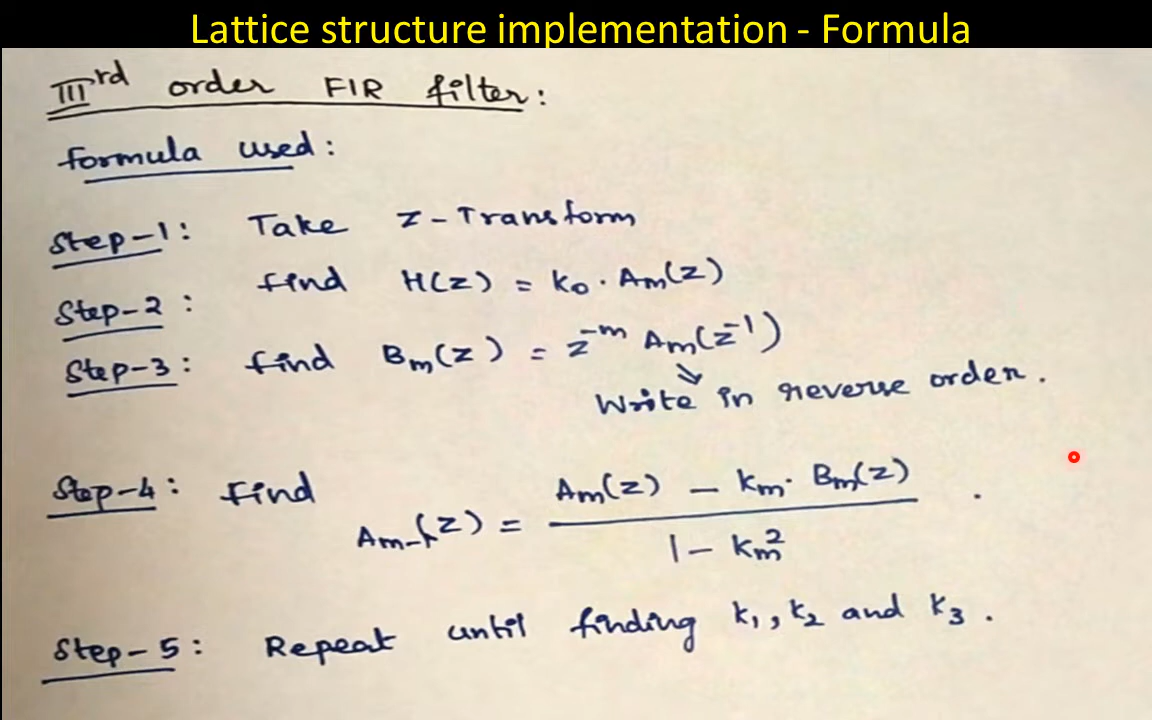 Lattice structure implementation - Formula
IIIrd order FIR filter:
formula used:
Step-1: Take Z-Transform
Step-2: find H(z) = k₀ · Aₘ(z)
Step-3: find Bₘ(z) = z⁻ᵐ Aₘ(z⁻¹)
Write in reverse order.
Step-4: find Aₘ₋₁(z) = (Aₘ(z) - kₘ · Bₘ(z)) / (1 - kₘ²) .
Step-5: Repeat until finding k₁, k₂ and k₃.